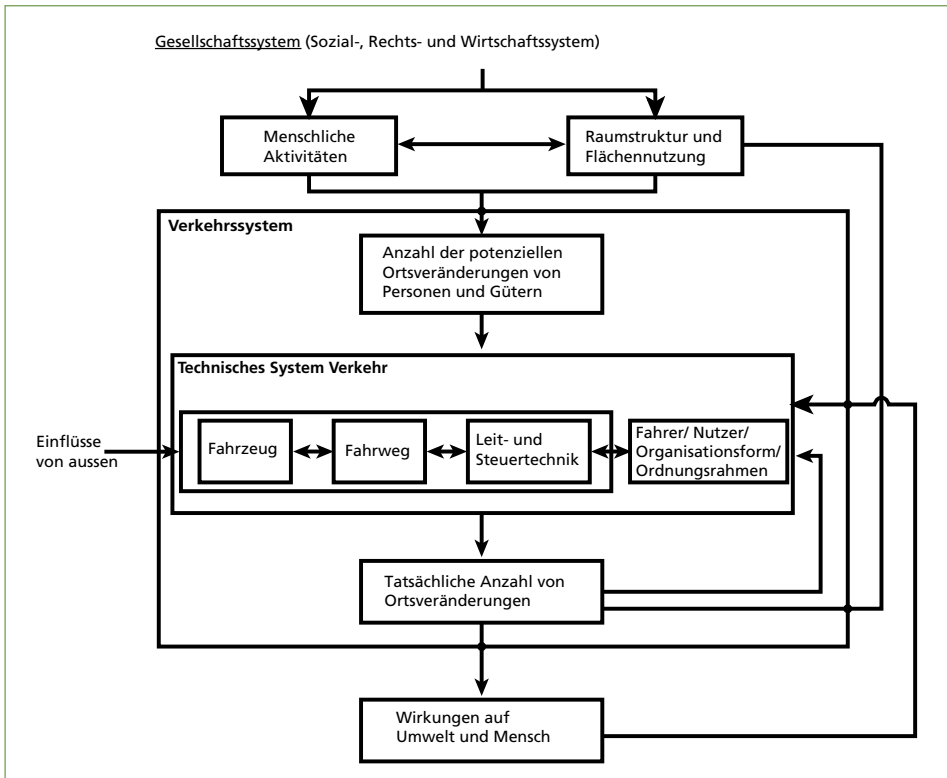 Gesellschaftssystem (Sozial-, Rechts- und Wirtschaftssystem)
Menschliche
Aktivitäten
Raumstruktur und
Flächennutzung
Verkehrssystem
Anzahl der potenziellen
Ortsveränderungen von
Personen und Gütern
Technisches System Verkehr
Einflüsse
von aussen
Fahrzeug
Fahrweg
Leit- und
Steuertechnik
Fahrer/ Nutzer/
Organisationsform/
Ordnungsrahmen
Tatsächliche Anzahl von
Ortsveränderungen
Wirkungen auf
Umwelt und Mensch